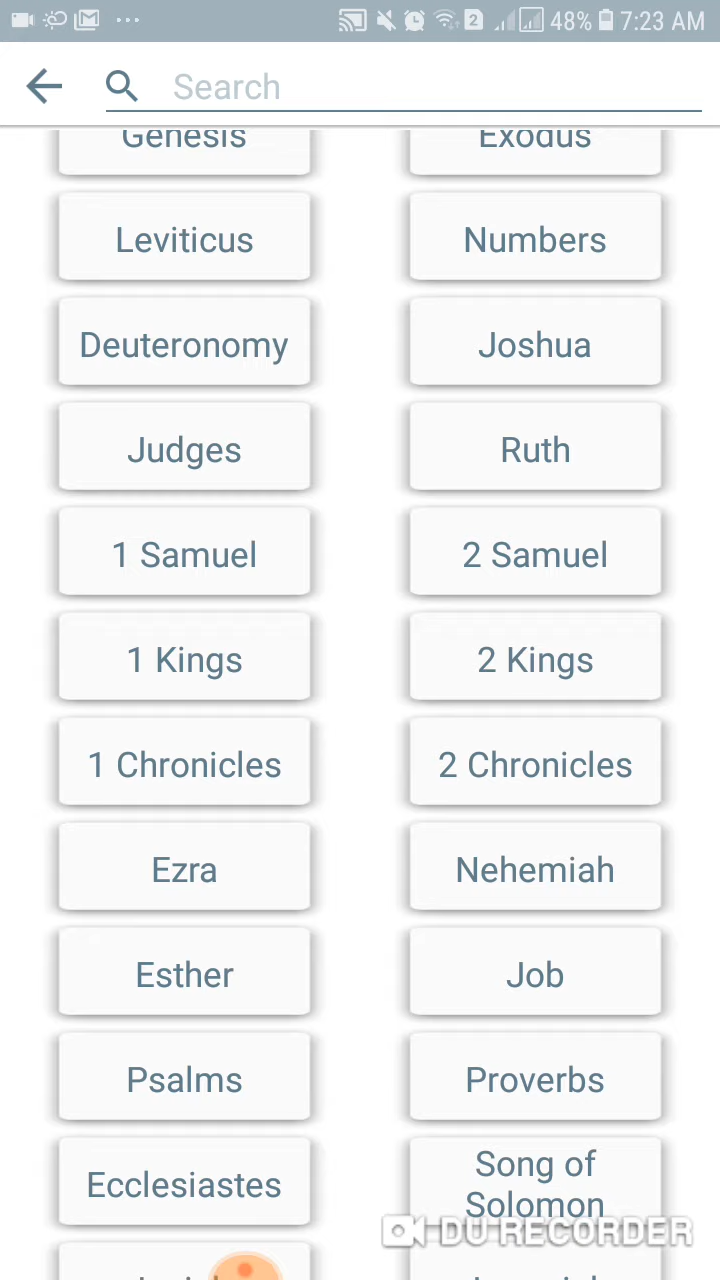 48% 7:23 AM
Search
Genesis Exodus
Leviticus Numbers
Deuteronomy Joshua
Judges Ruth
1 Samuel 2 Samuel
1 Kings 2 Kings
1 Chronicles 2 Chronicles
Ezra Nehemiah
Esther Job
Psalms Proverbs
Ecclesiastes Song of
Solomon
DU RECORDER